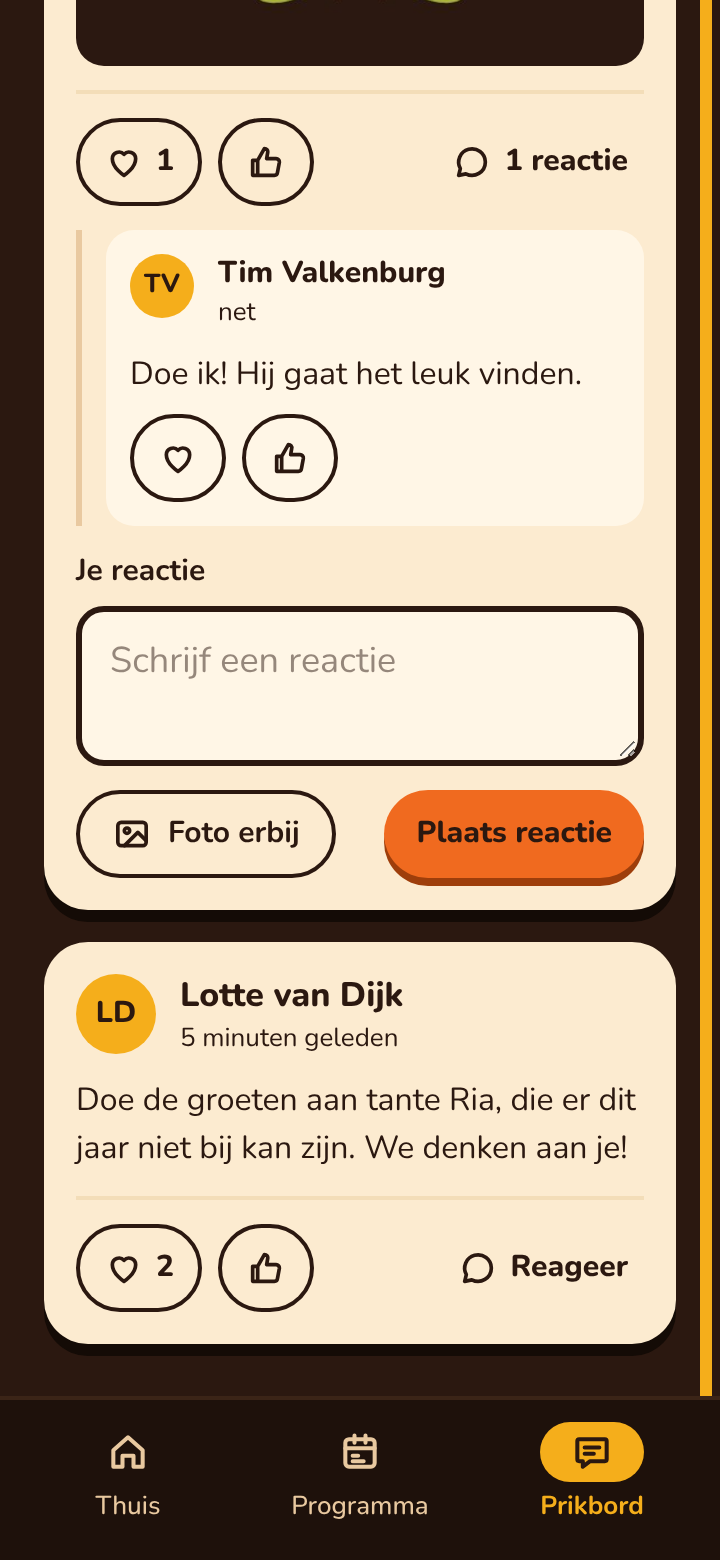 1
1 reactie
TV
Tim Valkenburg
net
Doe ik! Hij gaat het leuk vinden.
Je reactie
Schrijf een reactie
Foto erbij
Plaats reactie
LD
Lotte van Dijk
5 minuten geleden
Doe de groeten aan tante Ria, die er dit
jaar niet bij kan zijn. We denken aan je!
2
Reageer
Thuis
Programma
Prikbord